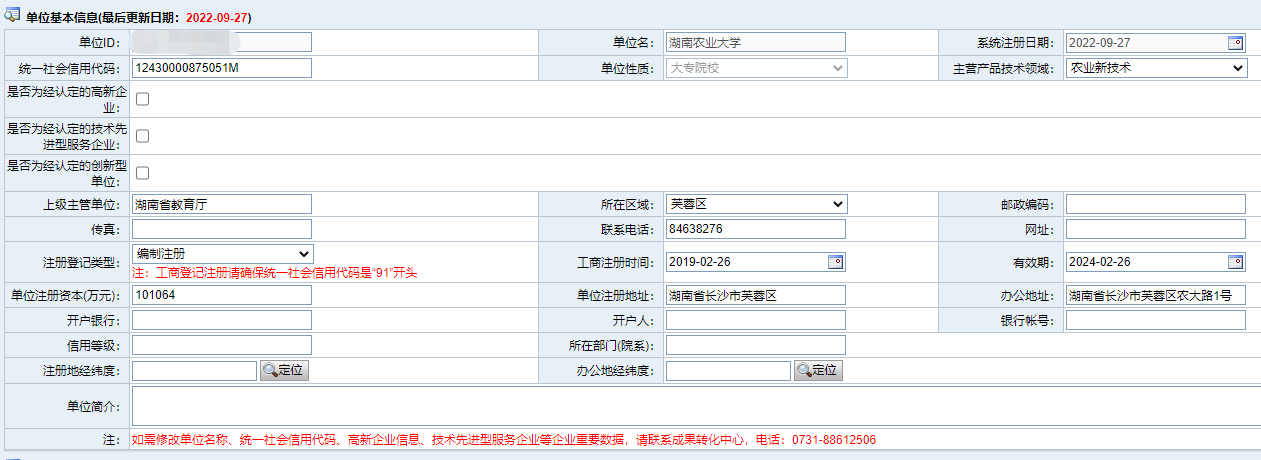 单位基本信息(最后更新日期：2022-09-27)
单位ID：
单位名： 湖南农业大学
系统注册日期： 2022-09-27
统一社会信用代码： 12430000875051M
单位性质： 大专院校
主营产品技术领域： 农业新技术
是否为经认定的高新企
业：
是否为经认定的技术先
进型服务企业：
是否为经认定的创新型
单位：
上级主管单位： 湖南省教育厅
所在区域： 芙蓉区
邮政编码：
传真：
联系电话： 84638276
网址：
注册登记类型： 编制注册
注：工商登记注册请确保统一社会信用代码是“91”开头
工商注册时间： 2019-02-26
有效期： 2024-02-26
单位注册资本(万元)： 101064
单位注册地址： 湖南省长沙市芙蓉区
办公地址： 湖南省长沙市芙蓉区农大路1号
开户银行：
开户人：
银行帐号：
信用等级：
所在部门(院系)：
注册地经纬度： 定位
办公地经纬度： 定位
单位简介：
注： 如需修改单位名称、统一社会信用代码、高新企业信息、技术先进型服务企业等企业重要数据，请联系成果转化中心，电话：0731-88612506